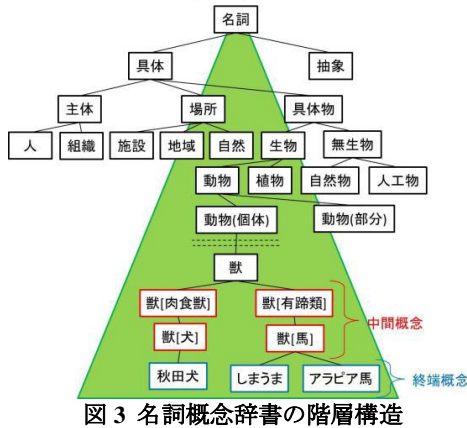 名詞
具体
抽象
主体
場所
具体物
人
組織
施設
地域
自然
生物
無生物
動物
植物
自然物
人工物
動物(個体)
動物(部分)
獣
獣[肉食獣]
獣[有蹄類]
中間概念
獣[犬]
獣[馬]
秋田犬
しまうま
アラビア馬
終端概念
図 3 名詞概念辞書の階層構造